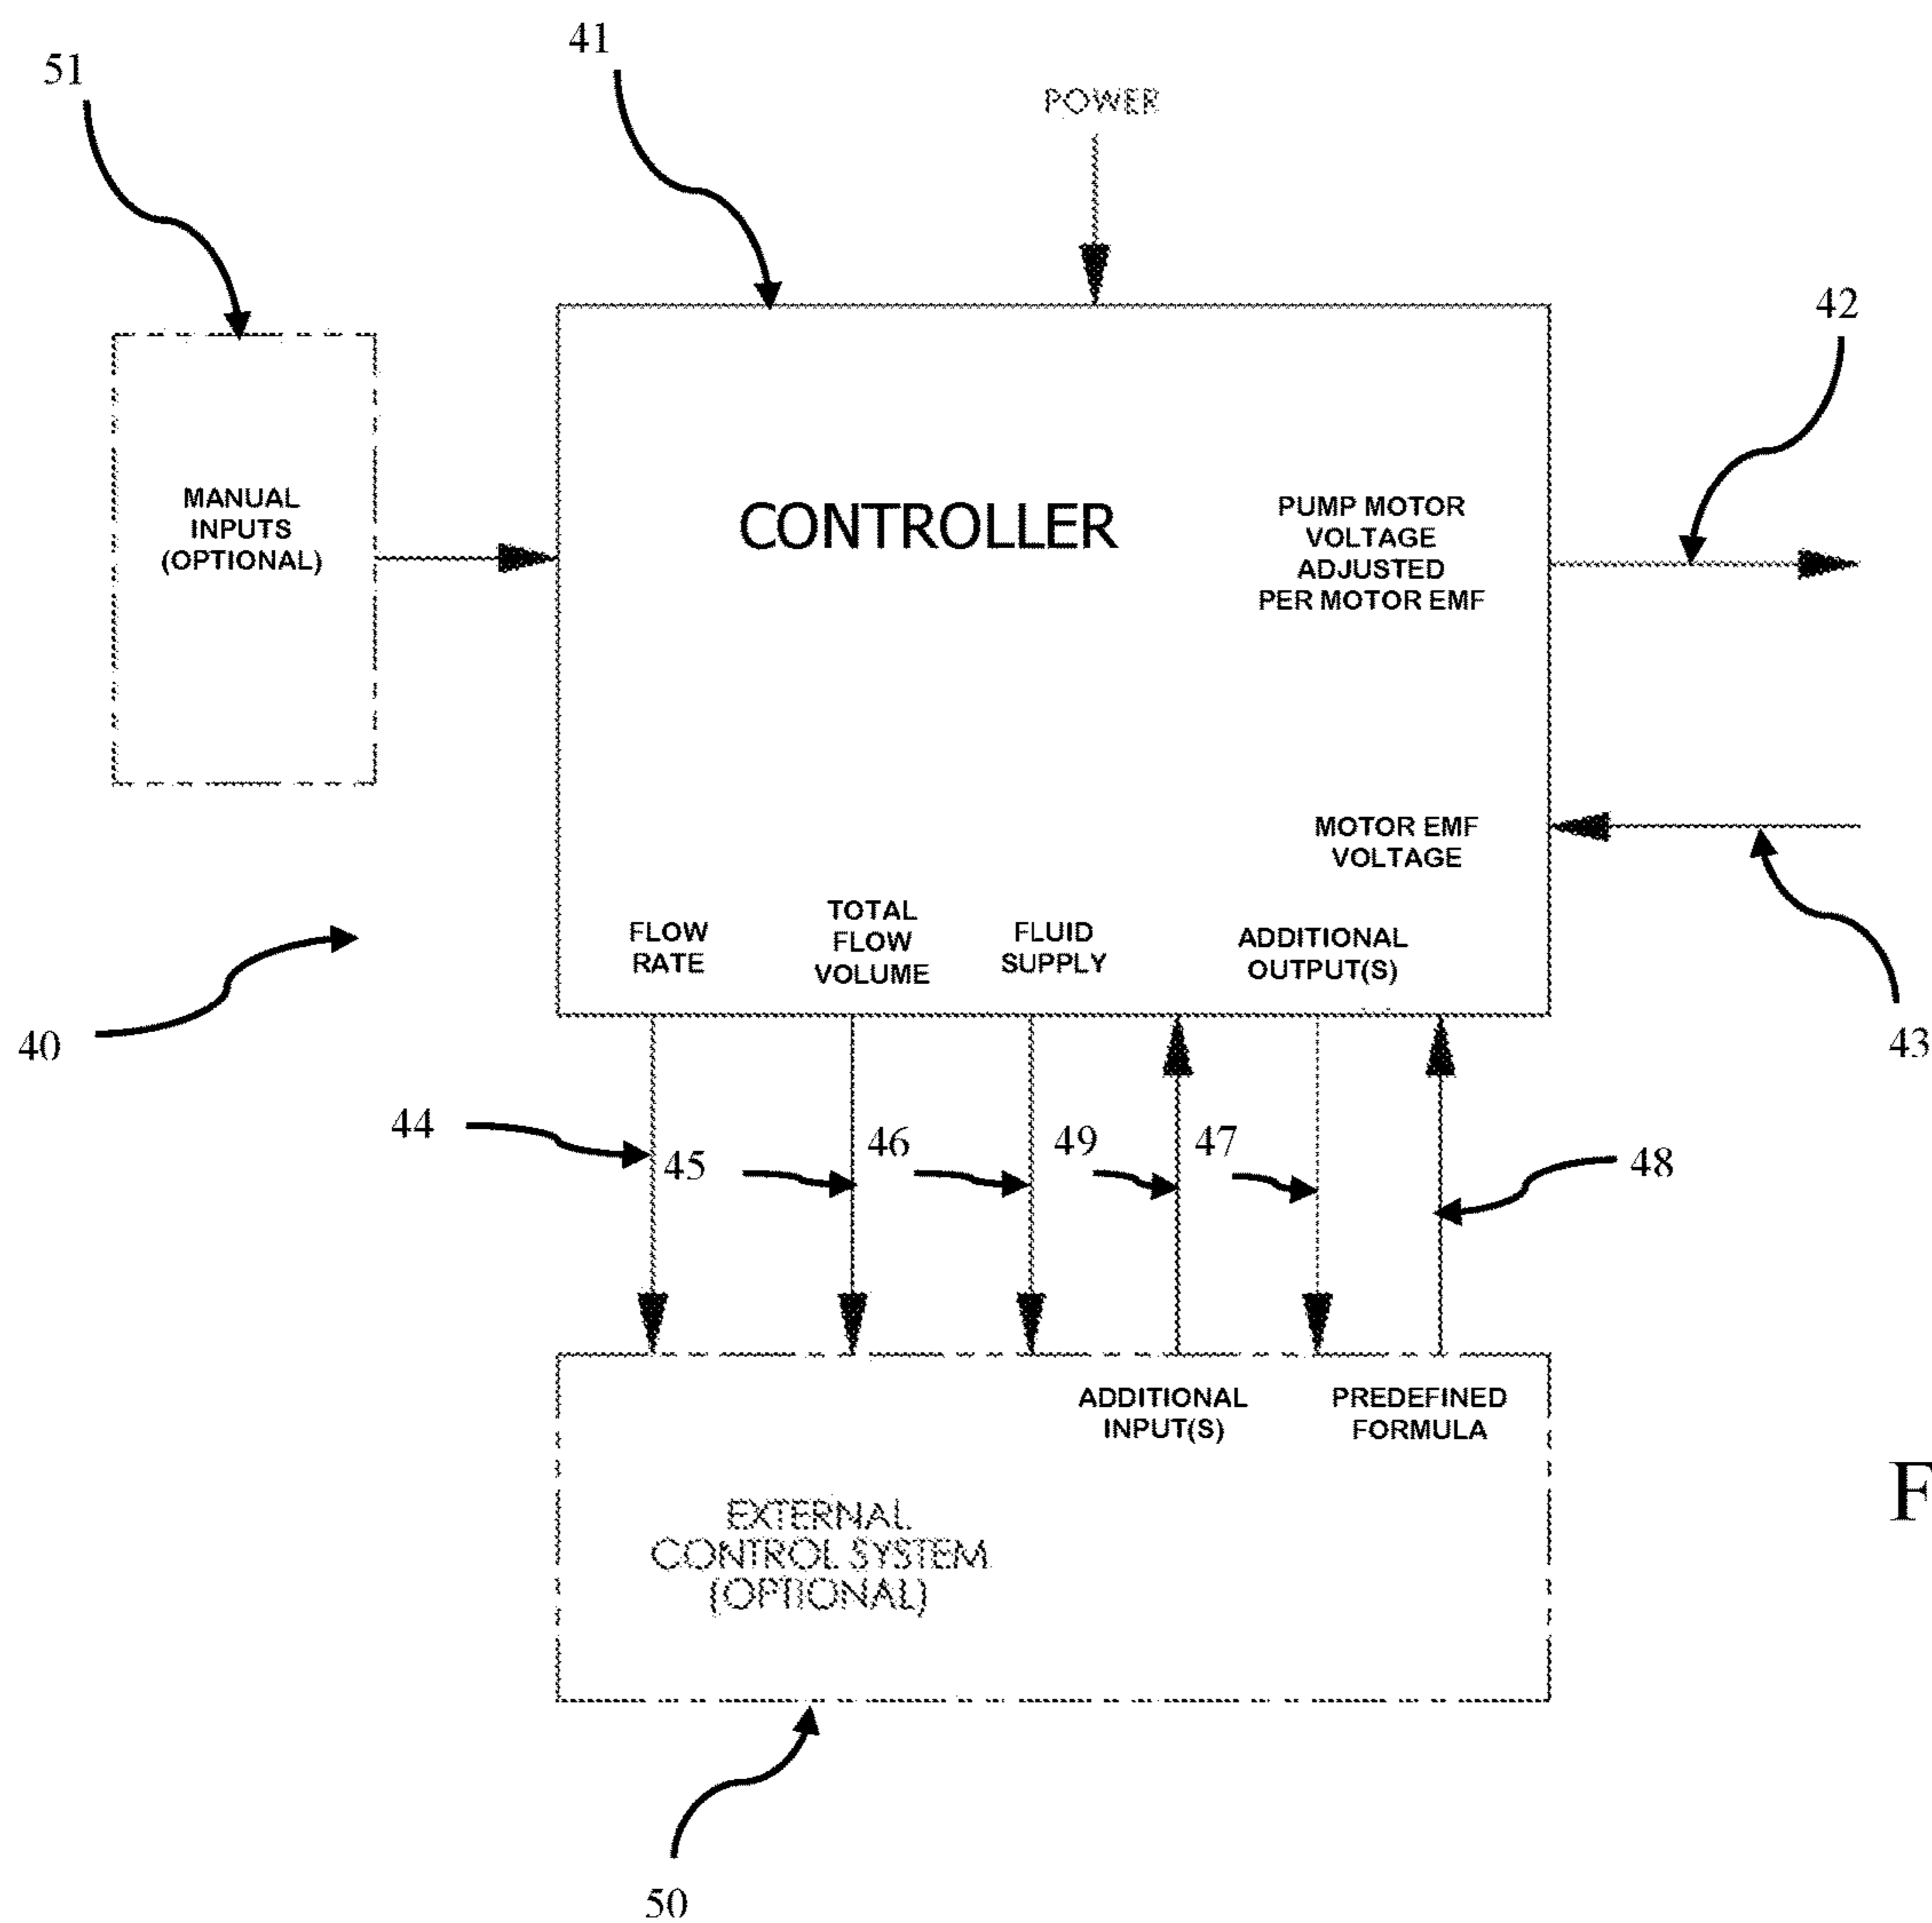 41
51
POWER
42
MANUAL
INPUTS
(OPTIONAL)
CONTROLLER
PUMP MOTOR
VOLTAGE
ADJUSTED
PER MOTOR EMF
MOTOR EMF
VOLTAGE
FLOW
RATE
TOTAL
FLOW
VOLUME
FLUID
SUPPLY
ADDITIONAL
OUTPUT(S)
40
43
44
45
46
49
47
48
ADDITIONAL
INPUT(S)
PREDEFINED
FORMULA
EXTERNAL
CONTROL SYSTEM
(OPTIONAL)
F
50